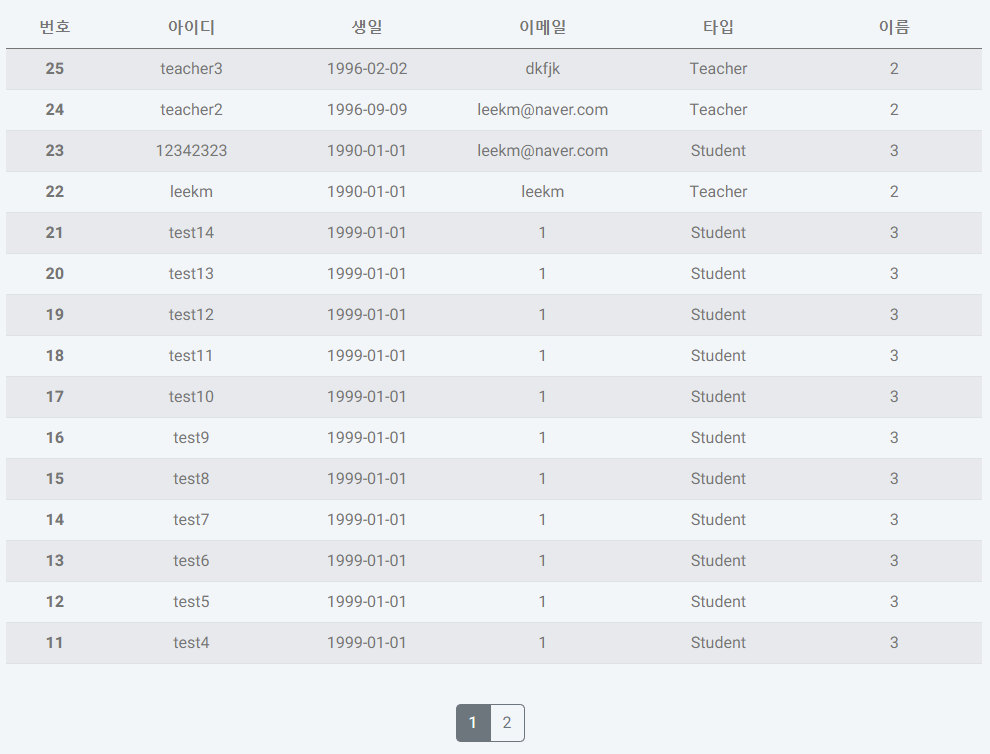 번호 아이디 생일 이메일 타입 이름
25 teacher3 1996-02-02 dkfjk Teacher 2
24 teacher2 1996-09-09 leekm@naver.com Teacher 2
23 12342323 1990-01-01 leekm@naver.com Student 3
22 leekm 1990-01-01 leekm Teacher 2
21 test14 1999-01-01 1 Student 3
20 test13 1999-01-01 1 Student 3
19 test12 1999-01-01 1 Student 3
18 test11 1999-01-01 1 Student 3
17 test10 1999-01-01 1 Student 3
16 test9 1999-01-01 1 Student 3
15 test8 1999-01-01 1 Student 3
14 test7 1999-01-01 1 Student 3
13 test6 1999-01-01 1 Student 3
12 test5 1999-01-01 1 Student 3
11 test4 1999-01-01 1 Student 3
1 2